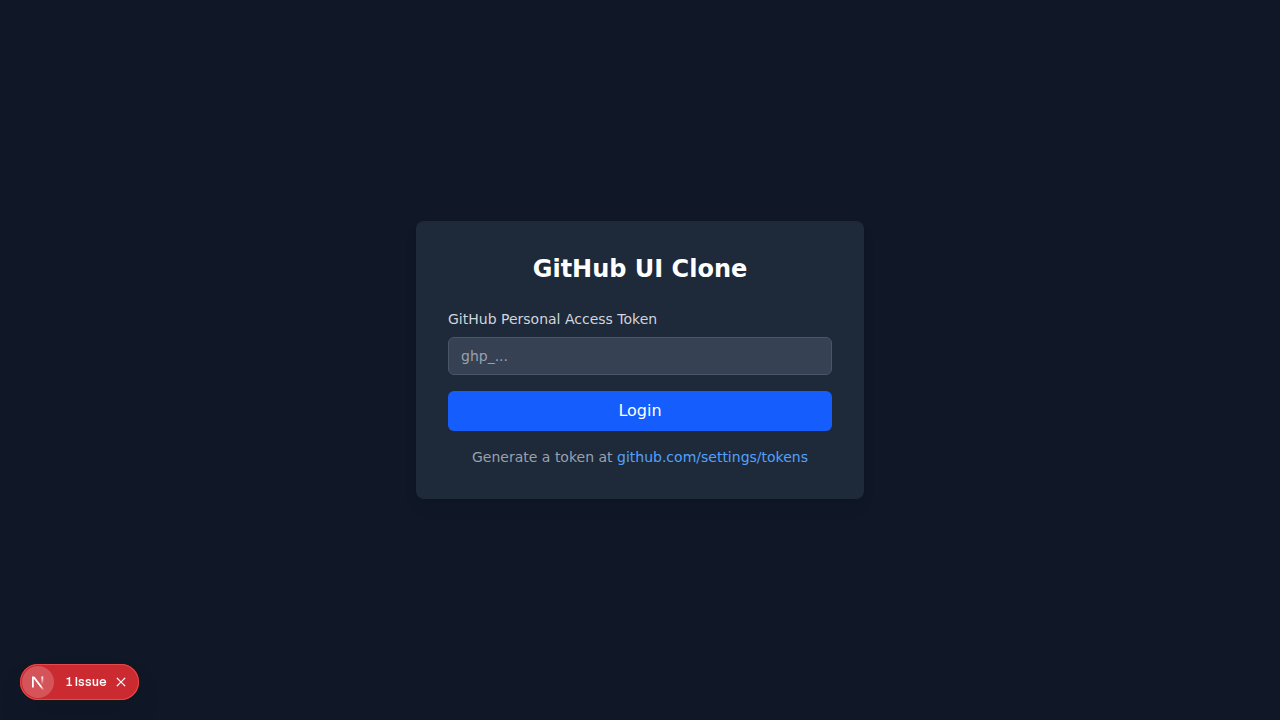 GitHub UI Clone
GitHub Personal Access Token
ghp_...
Login
Generate a token at github.com/settings/tokens
N 1 Issue